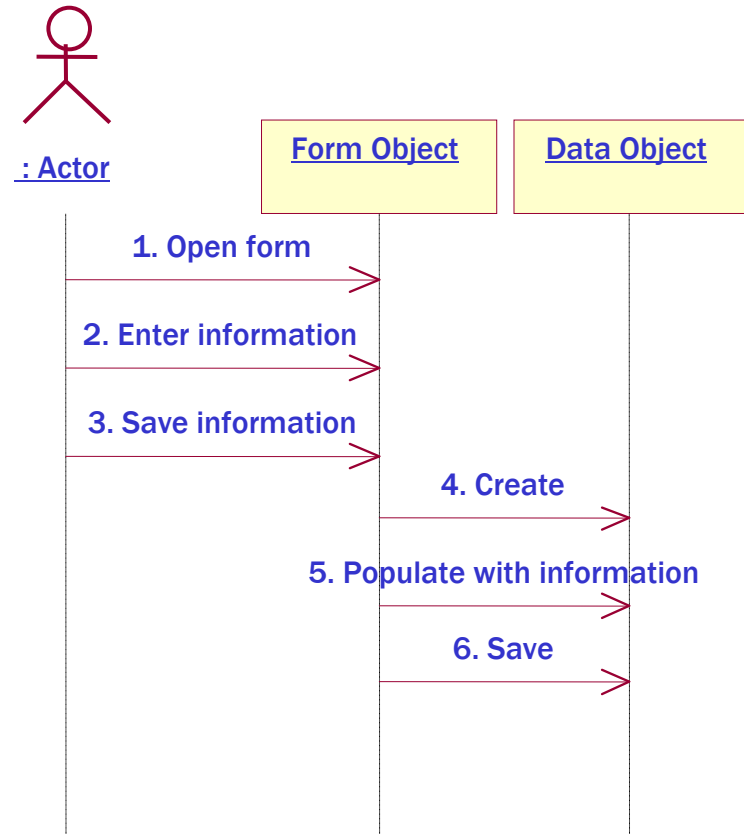 : Actor
Form Object
Data Object
1. Open form
2. Enter information
3. Save information
4. Create
5. Populate with information
6. Save